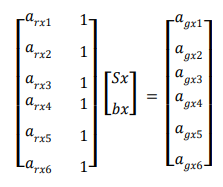 a_rx1 1 a_gx1
a_rx2 1 a_gx2
a_rx3 1 Sx a_gx3
a_rx4 1 bx = a_gx4
a_rx5 1 a_gx5
a_rx6 1 a_gx6